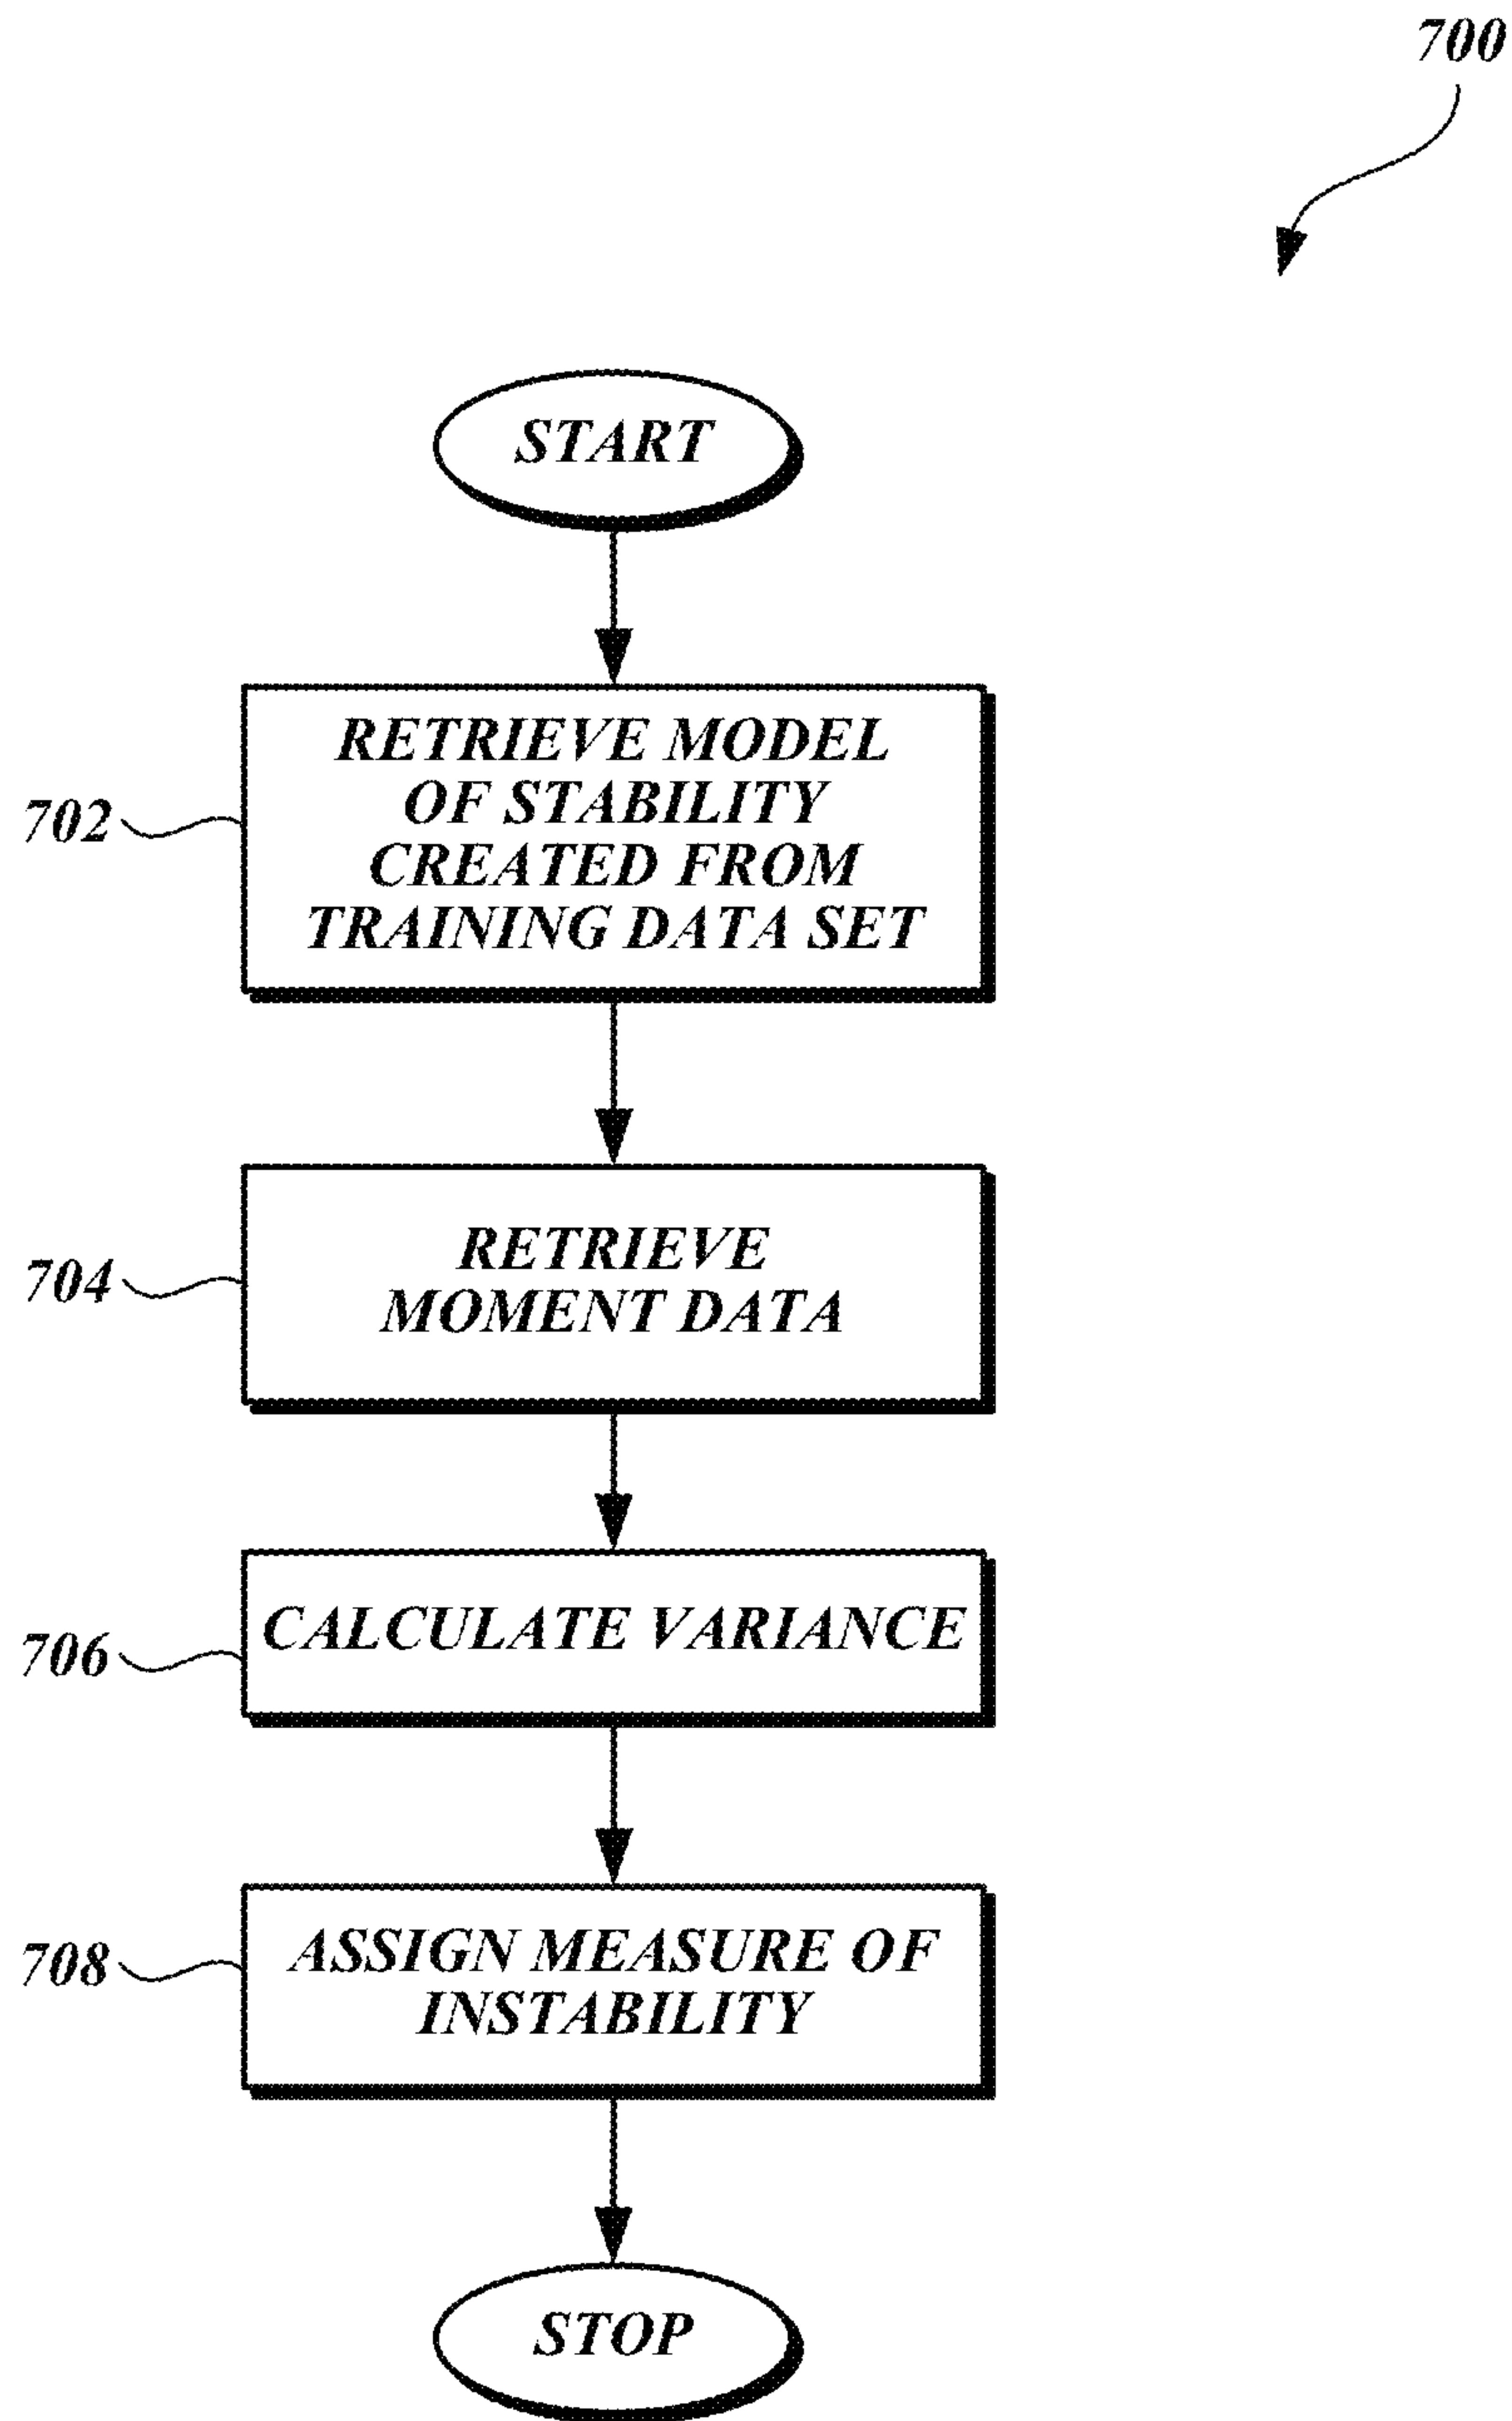 700
START
702
RETRIEVE MODEL
OF STABILITY
CREATED FROM
TRAINING DATA SET
704
RETRIEVE
MOMENT DATA
706
CALCULATE VARIANCE
708
ASSIGN MEASURE OF
INSTABILITY
STOP